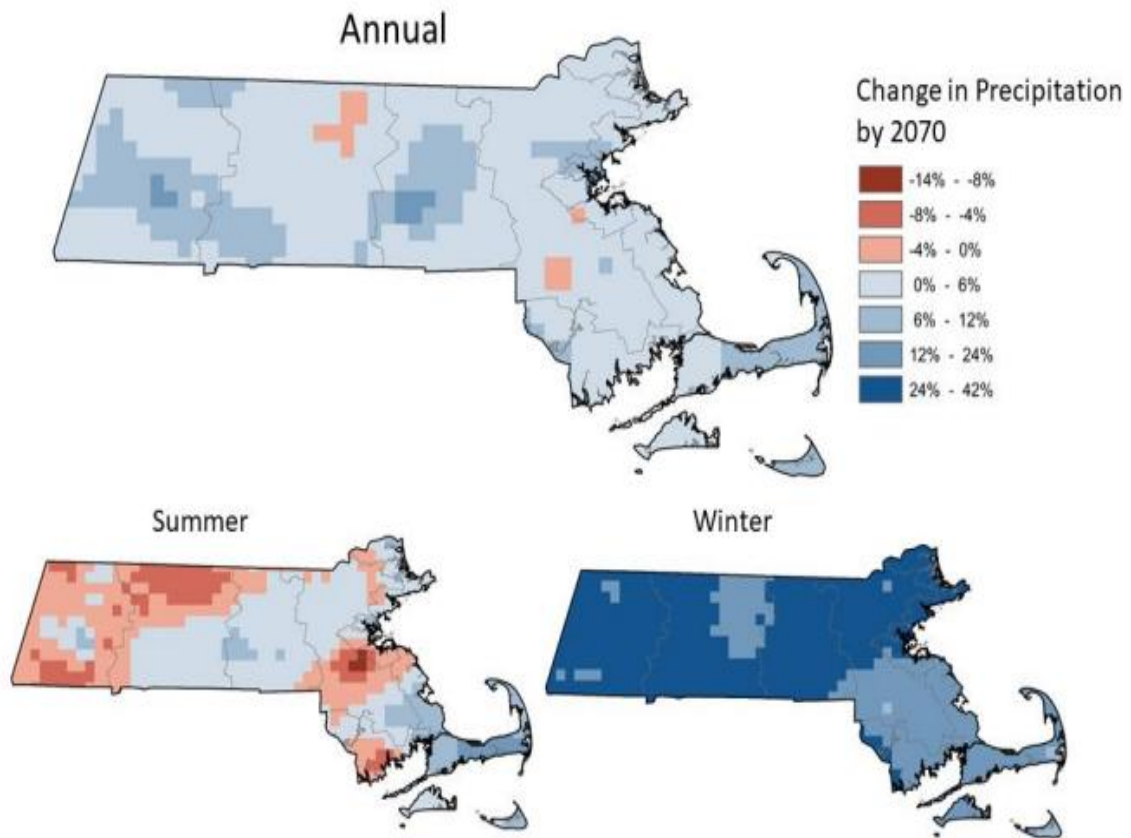 Annual
Change in Precipitation
by 2070
-14% - -8%
-8% - -4%
-4% - 0%
0% - 6%
6% - 12%
12% - 24%
24% - 42%
Summer
Winter